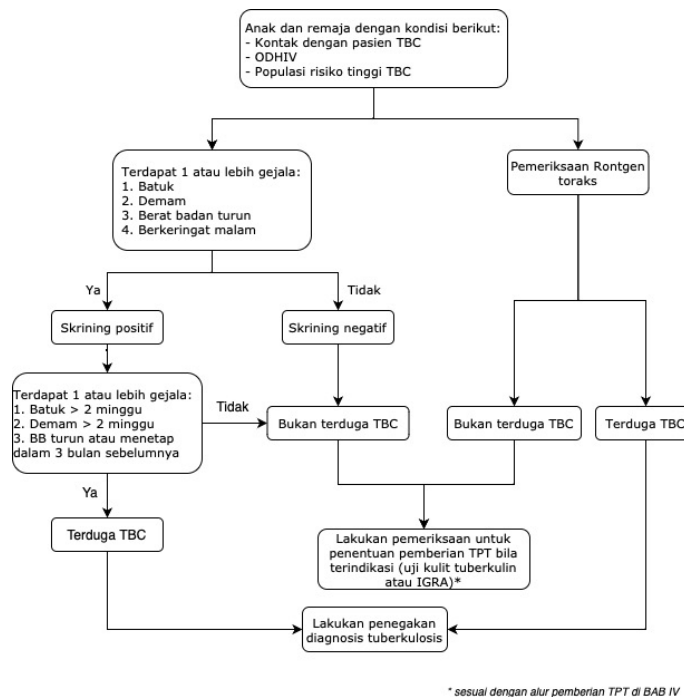 Anak dan remaja dengan kondisi berikut:
- Kontak dengan pasien TBC
- ODHIV
- Populasi risiko tinggi TBC
Terdapat 1 atau lebih gejala:
1. Batuk
2. Demam
3. Berat badan turun
4. Berkeringat malam
Pemeriksaan Rontgen
toraks
Ya
Tidak
Skrining positif
Skrining negatif
Terdapat 1 atau lebih gejala:
1. Batuk > 2 minggu
2. Demam > 2 minggu
3. BB turun atau menetap
dalam 3 bulan sebelumnya
Tidak
Bukan terduga TBC
Bukan terduga TBC
Terduga TBC
Ya
Terduga TBC
Lakukan pemeriksaan untuk
penentuan pemberian TPT bila
terindikasi (uji kulit tuberkulin
atau IGRA)*
Lakukan penegakan
diagnosis tuberkulosis
* sesuai dengan alur pemberian TPT di BAB IV